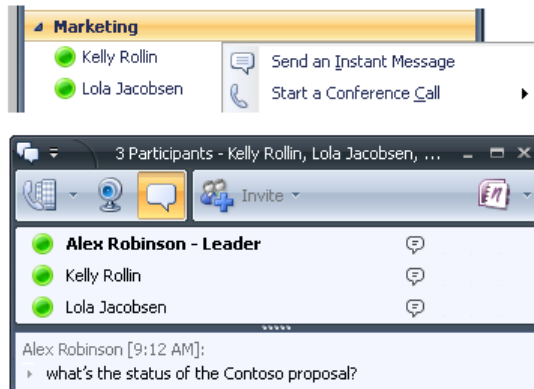 Marketing
Kelly Rollin
Send an Instant Message
Lola Jacobsen
Start a Conference Call
3 Participants - Kelly Rollin, Lola Jacobsen, ...
Invite
Alex Robinson - Leader
Kelly Rollin
Lola Jacobsen
Alex Robinson [9:12 AM]:
what's the status of the Contoso proposal?